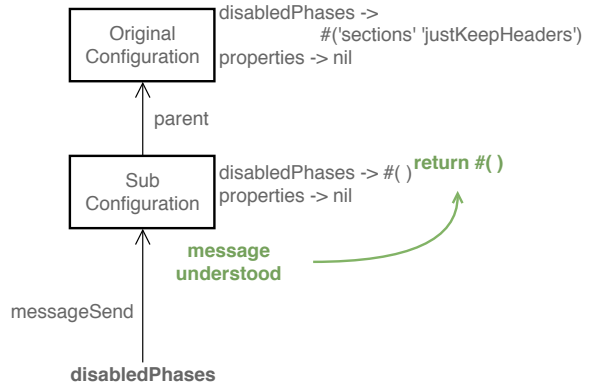 disabledPhases ->
#('sections' 'justKeepHeaders')
Original
Configuration
properties -> nil
parent
return #( )
disabledPhases -> #( )
Sub
Configuration
properties -> nil
message
understood
messageSend
disabledPhases